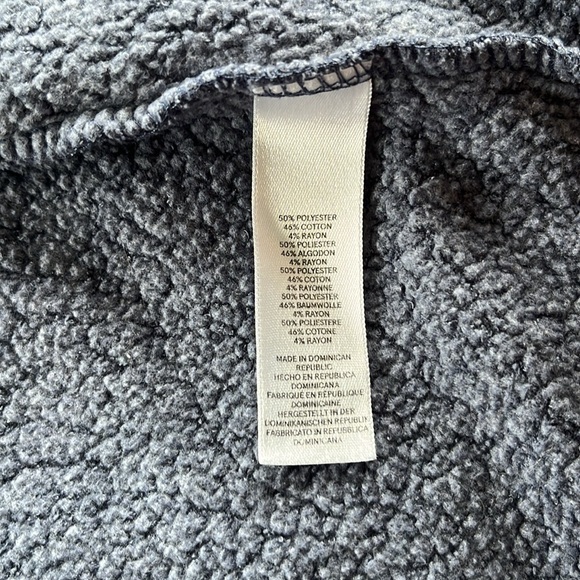 50% POLYESTER
46% COTTON
4% RAYON
50% POLIESTER
46% ALGODON
4% RAYON
50% POLYESTER
46% COTON
4% RAYONNE
50% POLYESTER
46% BAUMWOLLE
4% RAYON
50% POLIESTERE
46% COTONE
4% RAYON
MADE IN DOMINICAN
REPUBLIC
HECHO EN REPUBLICA
DOMINICANA
FABRIQUÉ EN RÉPUBLIQUE
DOMINICAINE
HERGESTELLT IN DER
DOMINIKANISCHEN REPUBLIK
FABBRICATO IN REPUBBLICA
DOMINICANA